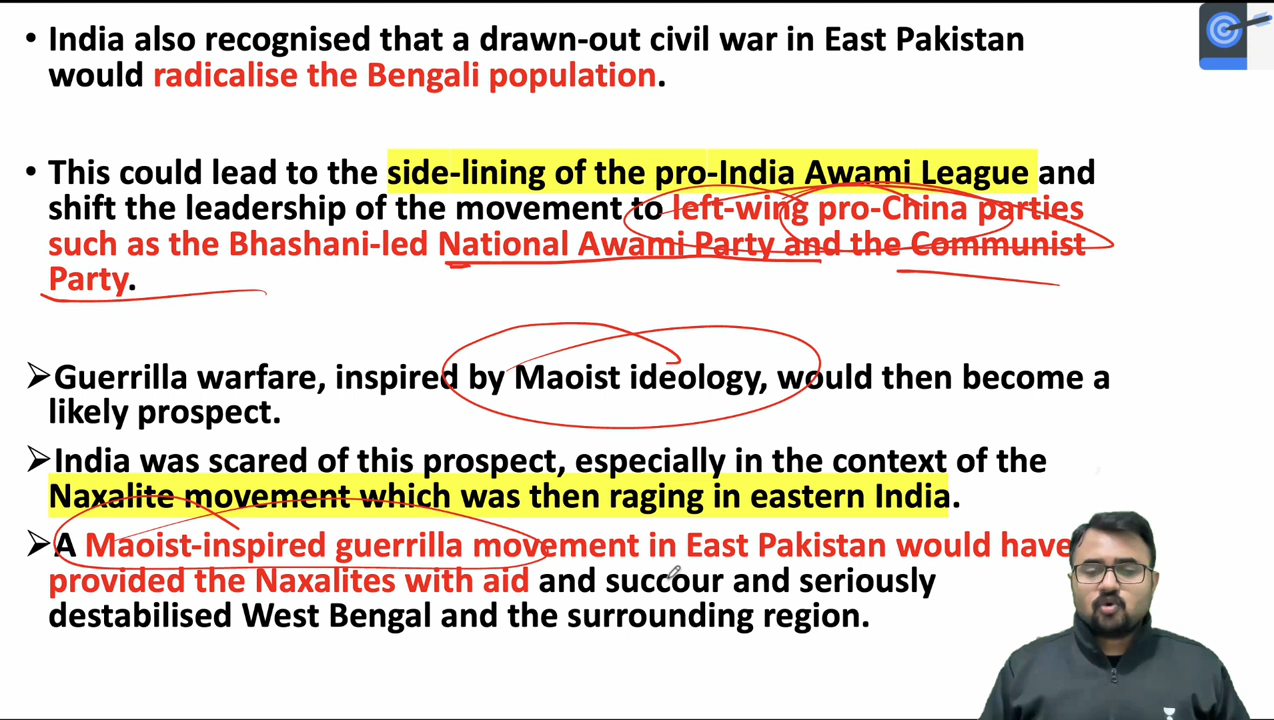 • India also recognised that a drawn-out civil war in East Pakistan
would radicalise the Bengali population.
• This could lead to the side-lining of the pro-India Awami League and
shift the leadership of the movement to left-wing pro-China parties
such as the Bhashani-led National Awami Party and the Communist
Party.
➢Guerrilla warfare, inspired by Maoist ideology, would then become a
likely prospect.
➢India was scared of this prospect, especially in the context of the
Naxalite movement which was then raging in eastern India.
➢A Maoist-inspired guerrilla movement in East Pakistan would have
provided the Naxalites with aid and succour and seriously
destabilised West Bengal and the surrounding region.